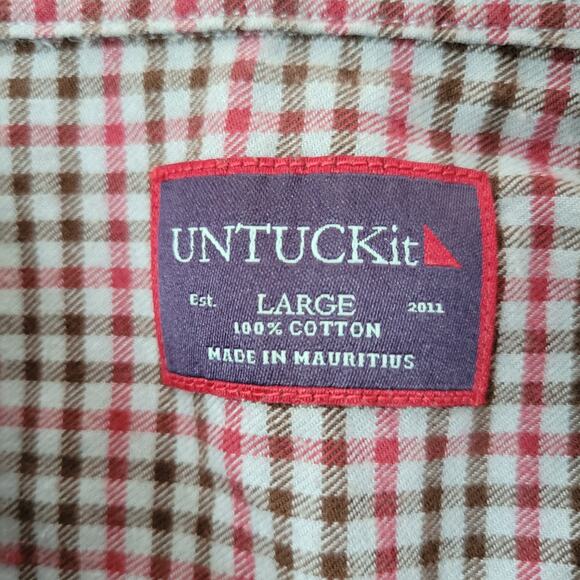 UNTUCKit
Est. LARGE 2011
100% COTTON
MADE IN MAURITIUS